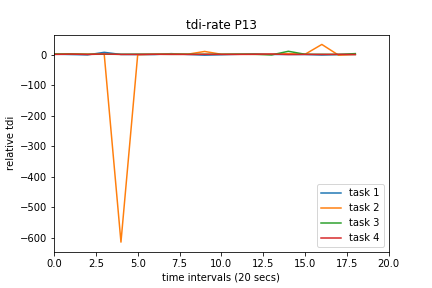 tdi-rate P13
relative tdi
0
−100
−200
−300
−400
−500
−600
0.0 2.5 5.0 7.5 10.0 12.5 15.0 17.5 20.0
time intervals (20 secs)
task 1
task 2
task 3
task 4